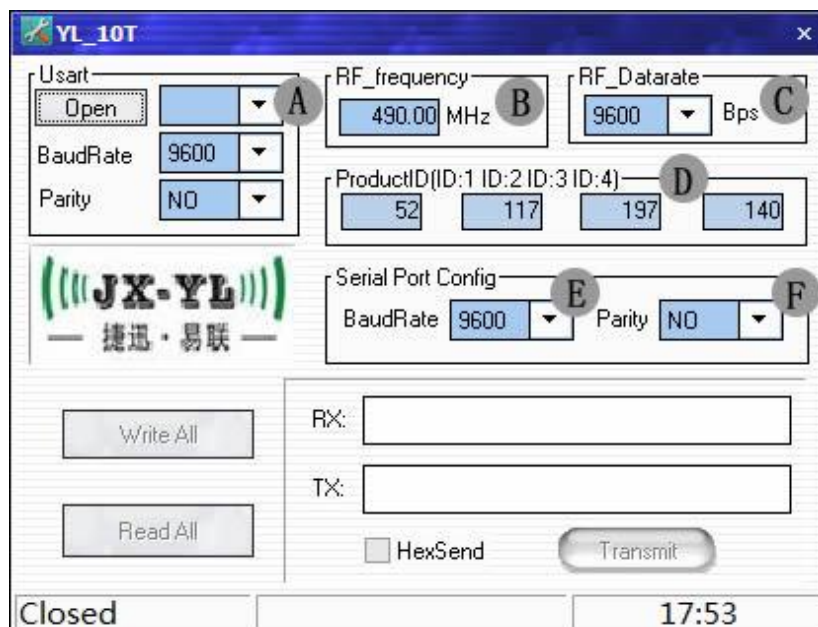 YL_10T
Usart
Open
A
BaudRate 9600
Parity NO
RF_frequency
490.00 MHz B
RF_Datarate
9600 Bps C
ProductID(ID:1 ID:2 ID:3 ID:4) D
52 117 197 140
JX-YL
捷迅·易联
Serial Port Config
BaudRate 9600 E Parity NO F
Write All
Read All
RX:
TX:
HexSend Transmit
Closed 17:53